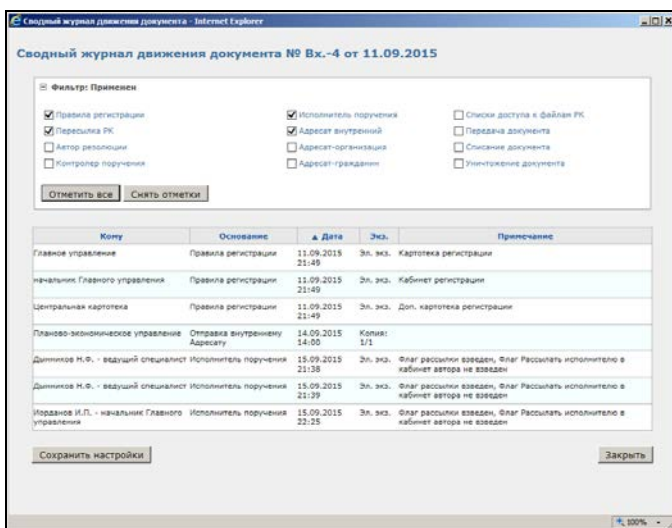 Сводный журнал движения документа - Internet Explorer
Сводный журнал движения документа № Вх.-4 от 11.09.2015
Фильтр: Применен
Правила регистрации Исполнитель поручения Списки доступа к файлам РК
Пересылка РК Адресат внутренний Передача документа
Автор резолюции Адресат-организация Списание документа
Контролер поручения Адресат-гражданин Уничтожение документа
Отметить все Снять отметки
Кому Основание ▲ Дата Экз. Примечание
Главное управление Правила регистрации 11.09.2015 Эл. экз. Картотека регистрации
21:49
начальник Главного управления Правила регистрации 11.09.2015 Эл. экз. Кабинет регистрации
21:49
Центральная картотека Правила регистрации 11.09.2015 Эл. экз. Доп. картотека регистрации
21:49
Планово-экономическое управление Отправка внутреннему 14.09.2015 Копия:
Адресату 14:00 1/1
Дынников Н.Ф. - ведущий специалист Исполнитель поручения 15.09.2015 Эл. экз. Флаг рассылки взведен, Флаг Рассылать исполнителю в
21:38 кабинет автора не взведен
Дынников Н.Ф. - ведущий специалист Исполнитель поручения 15.09.2015 Эл. экз. Флаг рассылки взведен, Флаг Рассылать исполнителю в
21:39 кабинет автора не взведен
Иорданов И.П. - начальник Главного Исполнитель поручения 15.09.2015 Эл. экз. Флаг рассылки взведен, Флаг Рассылать исполнителю в
управления 22:25 кабинет автора не взведен
Сохранить настройки Закрыть
100%